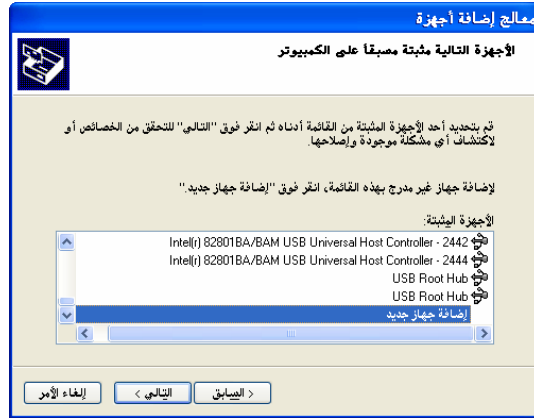 معالج إضافة أجهزة
الأجهزة التالية مثبتة مسبقاً على الكمبيوتر
قم بتحديد أحد الأجهزة المثبتة من القائمة أدناه ثم انقر فوق "التالي" للتحقق من الخصائص أو
لاكتشاف أي مشكلة موجودة وإصلاحها.
لإضافة جهاز غير مدرج بهذه القائمة، انقر فوق "إضافة جهاز جديد."
الأجهزة المثبتة:
Intel(r) 82801BA/BAM USB Universal Host Controller - 2442
Intel(r) 82801BA/BAM USB Universal Host Controller - 2444
USB Root Hub
USB Root Hub
إضافة جهاز جديد
< السابق
التالي >
إلغاء الأمر